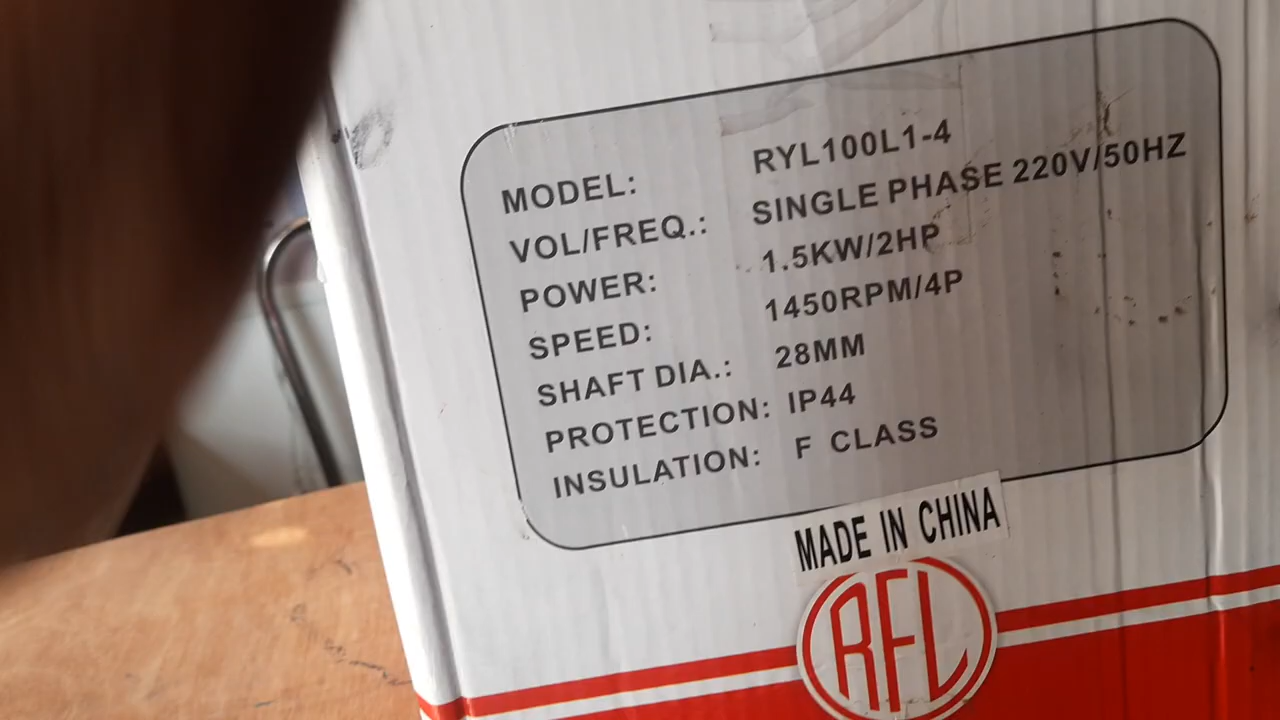 MODEL: RYL100L1-4
VOL/FREQ.: SINGLE PHASE 220V/50HZ
POWER: 1.5KW/2HP
SPEED: 1450RPM/4P
SHAFT DIA.: 28MM
PROTECTION: IP44
INSULATION: F CLASS
MADE IN CHINA
RFL